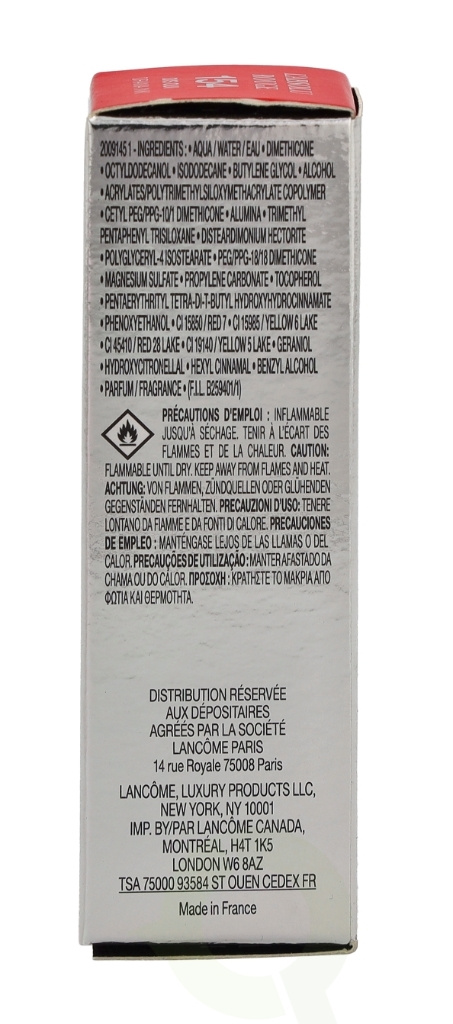 154
2009145 1 - INGREDIENTS : • AQUA / WATER / EAU • DIMETHICONE
• OCTYLDODECANOL • ISODODECANE • BUTYLENE GLYCOL • ALCOHOL
• ACRYLATES/POLYTRIMETHYLSILOXYMETHACRYLATE COPOLYMER
• CETYL PEG/PPG-10/1 DIMETHICONE • ALUMINA • TRIMETHYL
PENTAPHENYL TRISILOXANE • DISTEARDIMONIUM HECTORITE
• POLYGLYCERYL-4 ISOSTEARATE • PEG/PPG-18/18 DIMETHICONE
• MAGNESIUM SULFATE • PROPYLENE CARBONATE • TOCOPHEROL
• PENTAERYTHRITYL TETRA-DI-T-BUTYL HYDROXYHYDROCINNAMATE
• PHENOXYETHANOL • CI 15850 / RED 7 • CI 15985 / YELLOW 6 LAKE
• CI 45410 / RED 28 LAKE • CI 19140 / YELLOW 5 LAKE • GERANIOL
• HYDROXYCITRONELLAL • HEXYL CINNAMAL • BENZYL ALCOHOL
• PARFUM / FRAGRANCE • (F.I.L. B259401/1)
PRÉCAUTIONS D'EMPLOI : INFLAMMABLE
JUSQU'À SÉCHAGE. TENIR À L'ÉCART DES
FLAMMES ET DE LA CHALEUR. CAUTION:
FLAMMABLE UNTIL DRY. KEEP AWAY FROM FLAMES AND HEAT.
ACHTUNG: VON FLAMMEN, ZÜNDQUELLEN ODER GLÜHENDEN
GEGENSTÄNDEN FERNHALTEN. PRECAUZIONI D'USO: TENERE
LONTANO DA FIAMME E DA FONTI DI CALORE. PRECAUCIONES
DE EMPLEO : MANTÉNGASE LEJOS DE LAS LLAMAS O DEL
CALOR. PRECAUÇÕES DE UTILIZAÇÃO : MANTER AFASTADO DA
CHAMA OU DO CALOR. ΠΡΟΣΟΧΗ : ΚΡΑΤΗΣΤΕ ΤΟ ΜΑΚΡΙΑ ΑΠΟ
ΦΩΤΙΑ ΚΑΙ ΘΕΡΜΟΤΗΤΑ.
DISTRIBUTION RÉSERVÉE
AUX DÉPOSITAIRES
AGRÉÉS PAR LA SOCIÉTÉ
LANCÔME PARIS
14 rue Royale 75008 Paris
LANCÔME, LUXURY PRODUCTS LLC,
NEW YORK, NY 10001
IMP. BY/PAR LANCÔME CANADA,
MONTRÉAL, H4T 1K5
LONDON W6 8AZ
TSA 75000 93584 ST OUEN CEDEX FR
Made in France